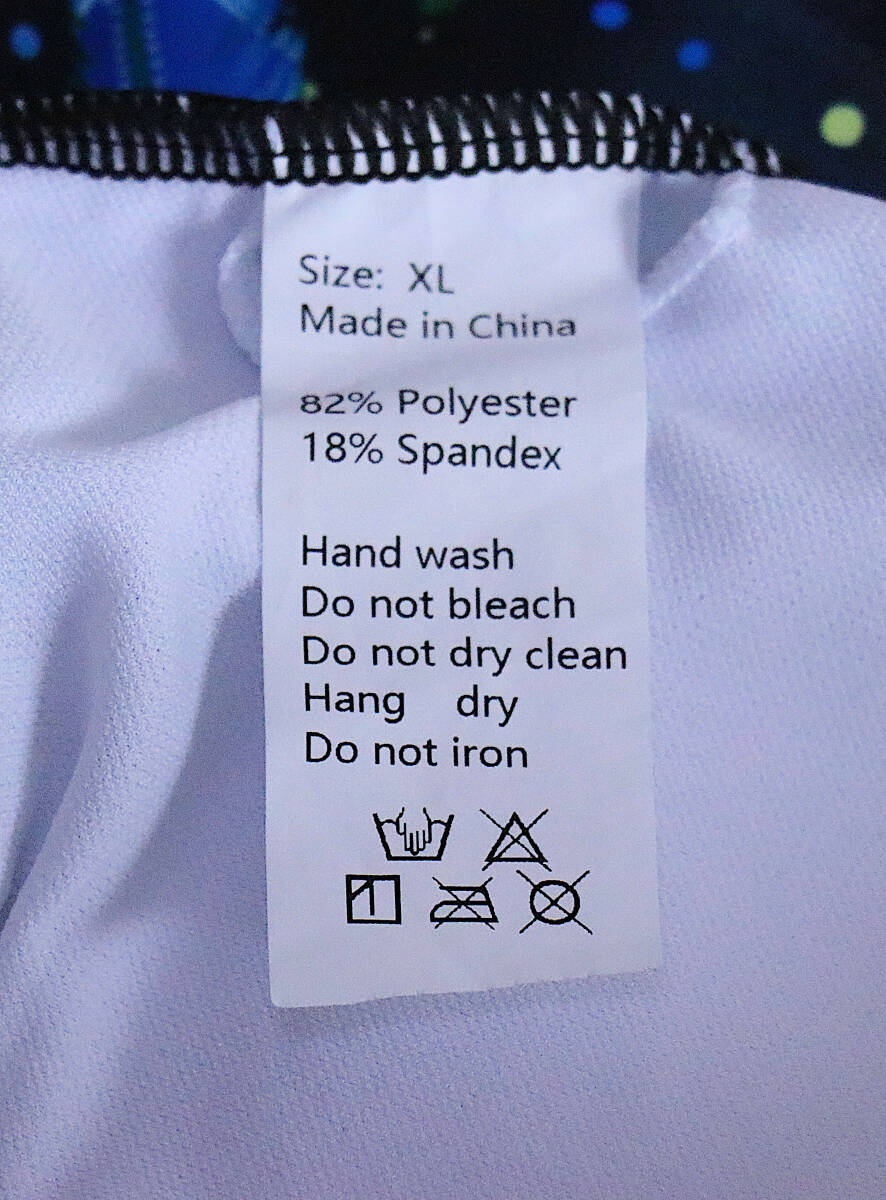 Size: XL
Made in China
82% Polyester
18% Spandex
Hand wash
Do not bleach
Do not dry clean
Hang dry
Do not iron